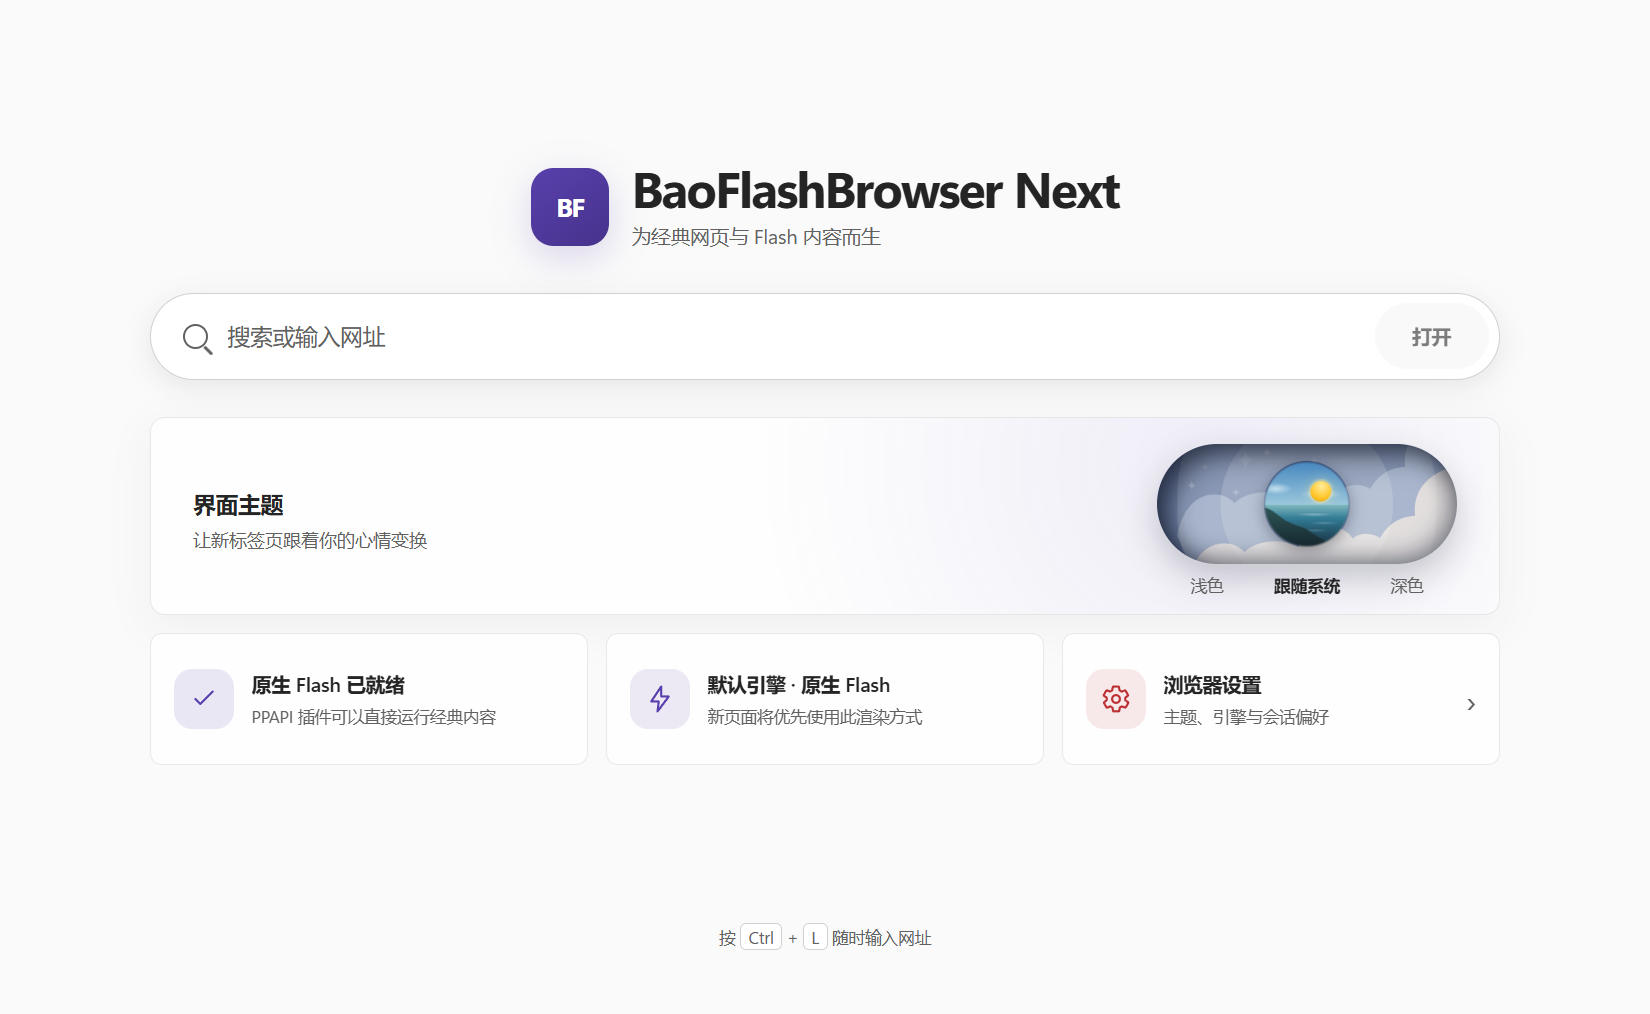 BF
BaoFlashBrowser Next
为经典网页与 Flash 内容而生
搜索或输入网址
打开
界面主题
让新标签页跟着你的心情变换
浅色
跟随系统
深色
原生 Flash 已就绪
PPAPI 插件可以直接运行经典内容
默认引擎 · 原生 Flash
新页面将优先使用此渲染方式
浏览器设置
主题、引擎与会话偏好
按 Ctrl + L 随时输入网址